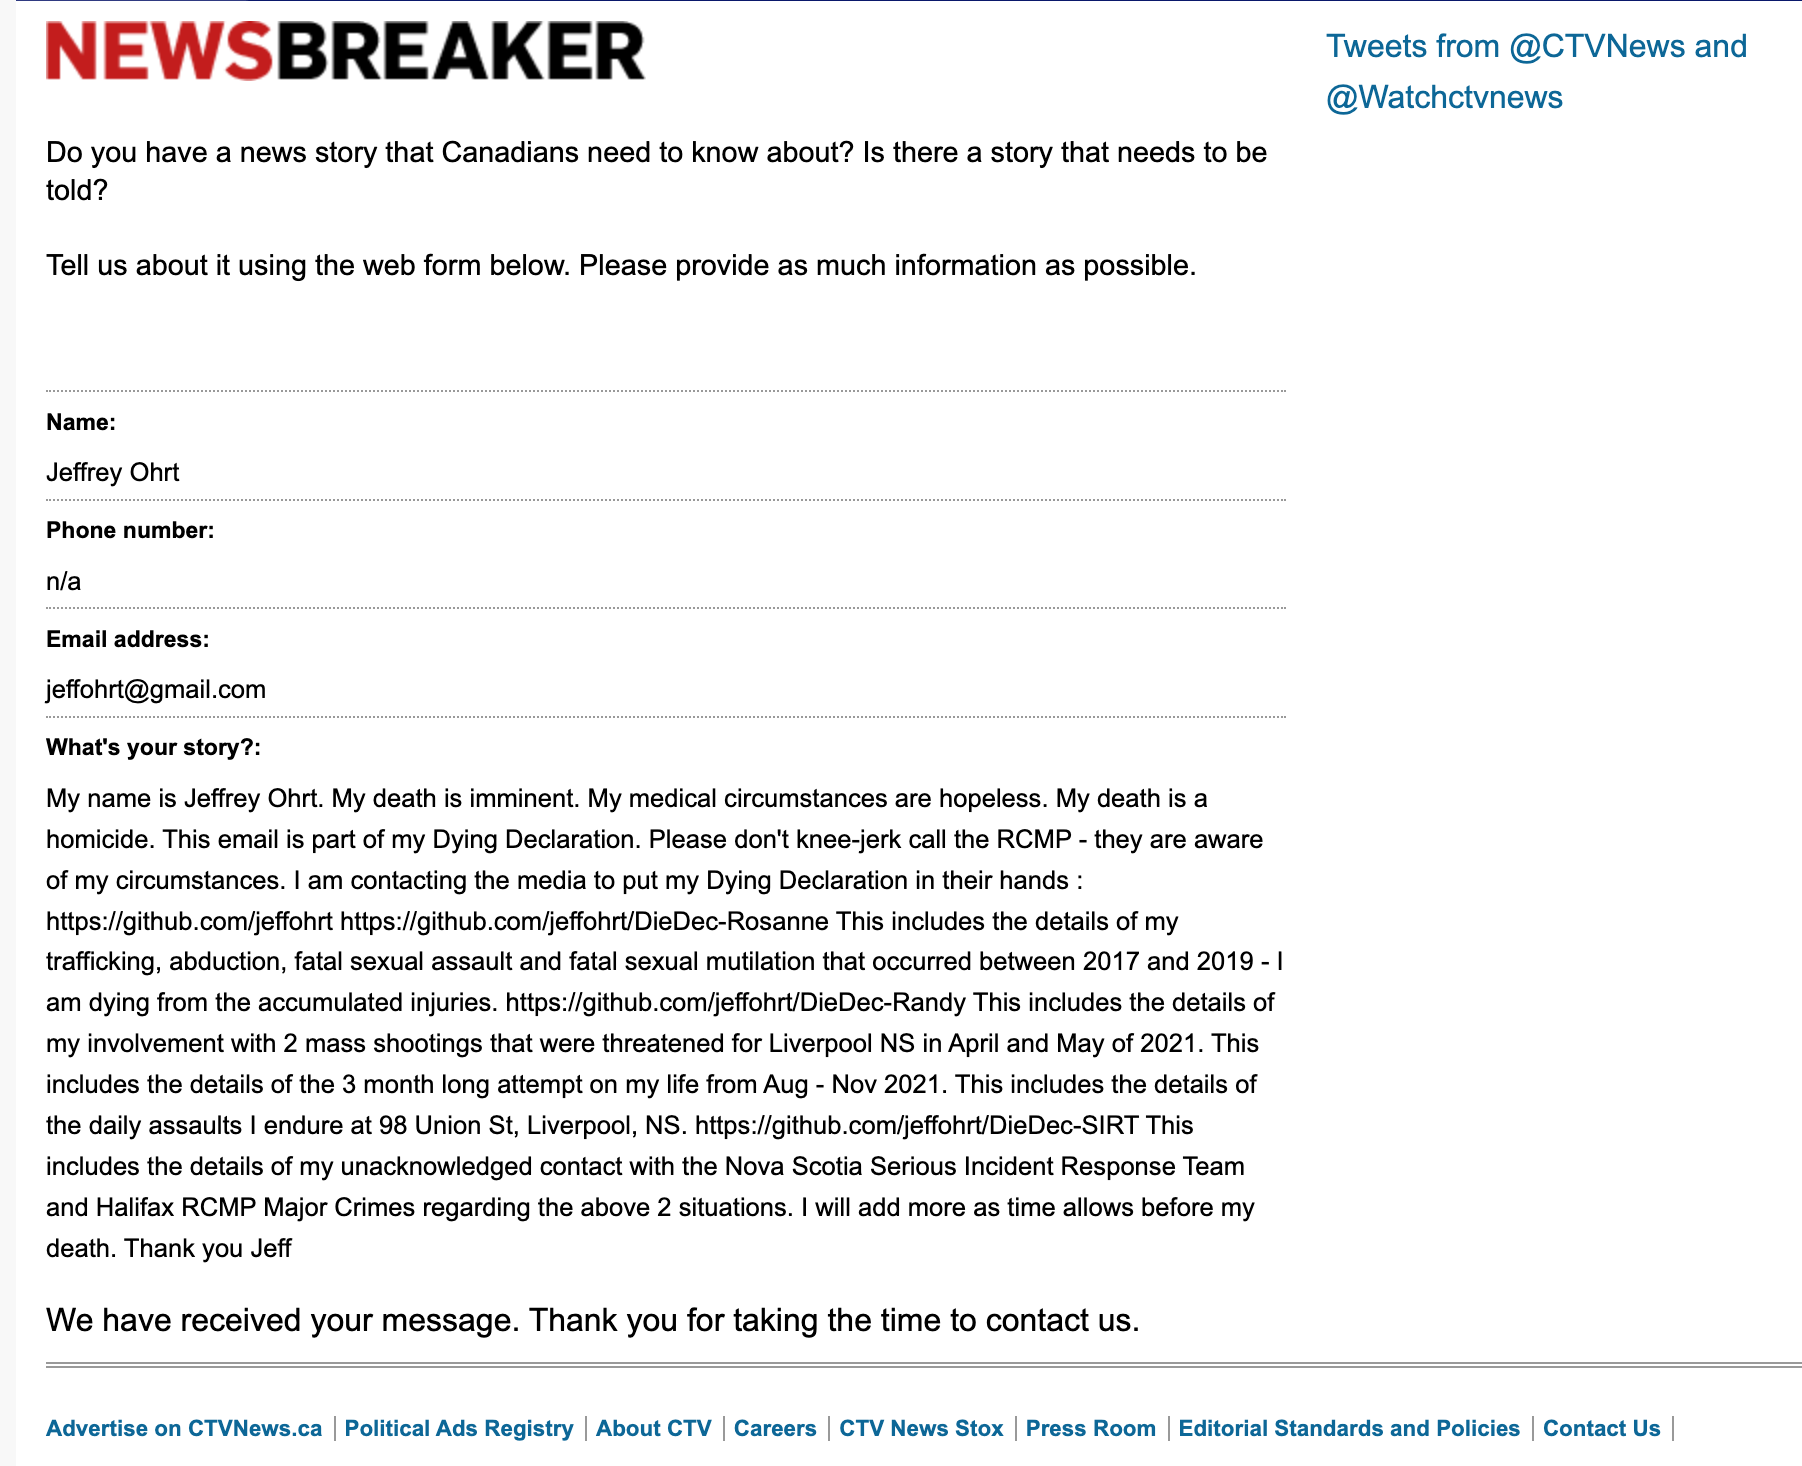 NEWSBREAKER
Tweets from @CTVNews and
@Watchctvnews
Do you have a news story that Canadians need to know about? Is there a story that needs to be
told?
Tell us about it using the web form below. Please provide as much information as possible.
Name:
Jeffrey Ohrt
Phone number:
n/a
Email address:
jeffohrt@gmail.com
What's your story?:
My name is Jeffrey Ohrt. My death is imminent. My medical circumstances are hopeless. My death is a
homicide. This email is part of my Dying Declaration. Please don't knee-jerk call the RCMP - they are aware
of my circumstances. I am contacting the media to put my Dying Declaration in their hands :
https://github.com/jeffohrt https://github.com/jeffohrt/DieDec-Rosanne This includes the details of my
trafficking, abduction, fatal sexual assault and fatal sexual mutilation that occurred between 2017 and 2019 - I
am dying from the accumulated injuries. https://github.com/jeffohrt/DieDec-Randy This includes the details of
my involvement with 2 mass shootings that were threatened for Liverpool NS in April and May of 2021. This
includes the details of the 3 month long attempt on my life from Aug - Nov 2021. This includes the details of
the daily assaults I endure at 98 Union St, Liverpool, NS. https://github.com/jeffohrt/DieDec-SIRT This
includes the details of my unacknowledged contact with the Nova Scotia Serious Incident Response Team
and Halifax RCMP Major Crimes regarding the above 2 situations. I will add more as time allows before my
death. Thank you Jeff
We have received your message. Thank you for taking the time to contact us.
Advertise on CTVNews.ca | Political Ads Registry | About CTV | Careers | CTV News Stox | Press Room | Editorial Standards and Policies | Contact Us |